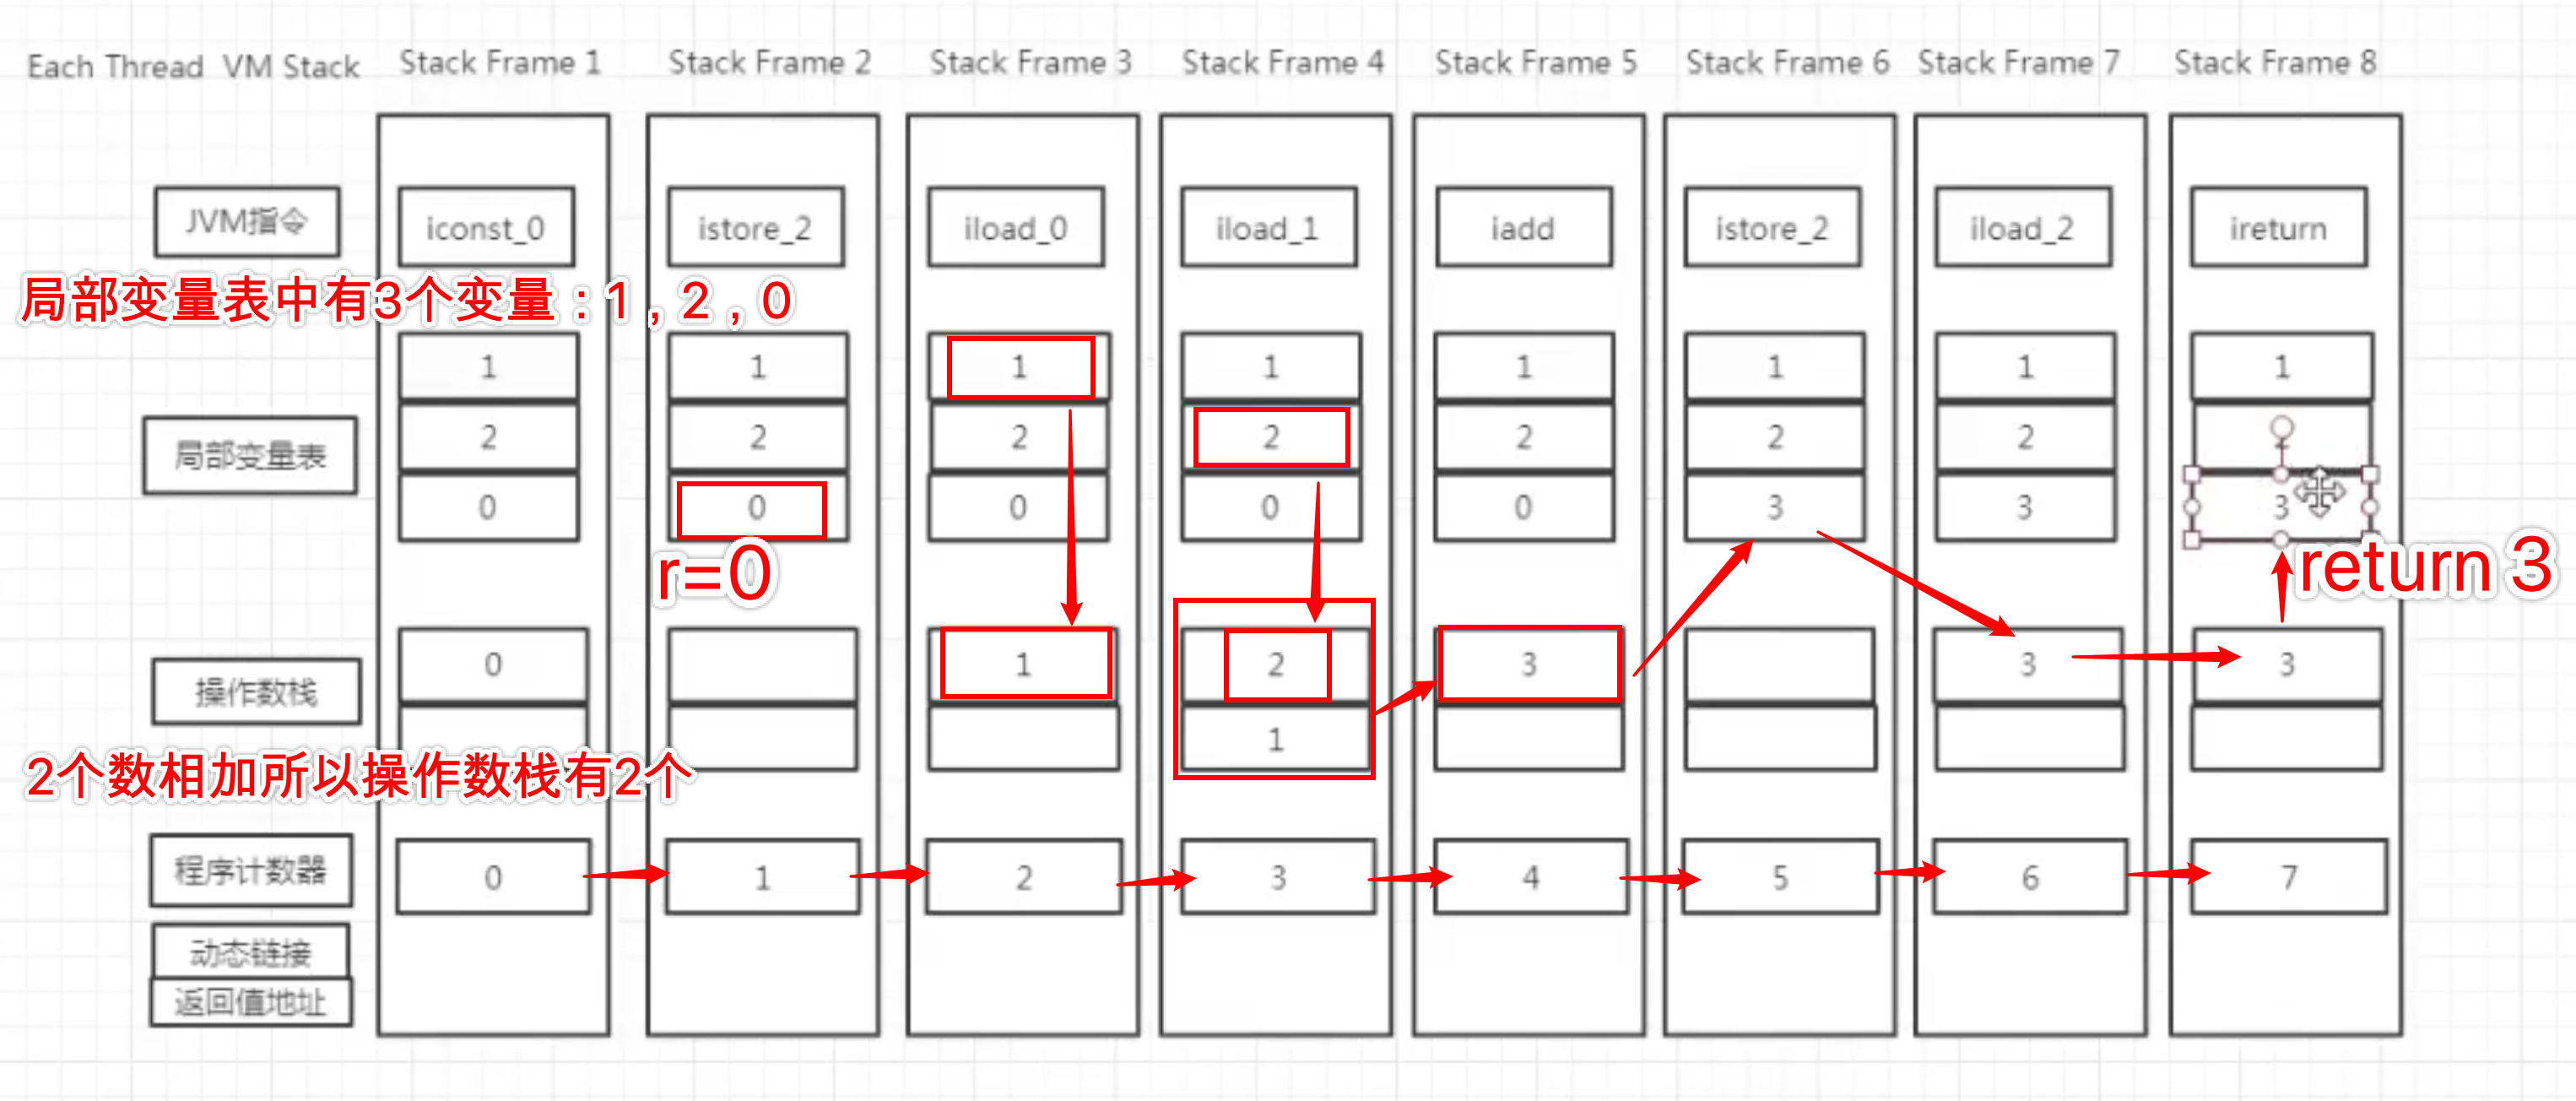 Each Thread VM Stack Stack Frame 1 Stack Frame 2 Stack Frame 3 Stack Frame 4 Stack Frame 5 Stack Frame 6 Stack Frame 7 Stack Frame 8
JVM指令 iconst_0 istore_2 iload_0 iload_1 iadd istore_2 iload_2 ireturn
局部变量表中有3个变量：1，2，0
1 1 1 1 1 1 1 1
局部变量表
2 2 2 2 2 2 2
0 0 0 0 0 3 3 3
r=0
return 3
操作数栈
0 1 2 3 3 3
1
2个数相加所以操作数栈有2个
程序计数器 0 1 2 3 4 5 6 7
动态链接
返回值地址